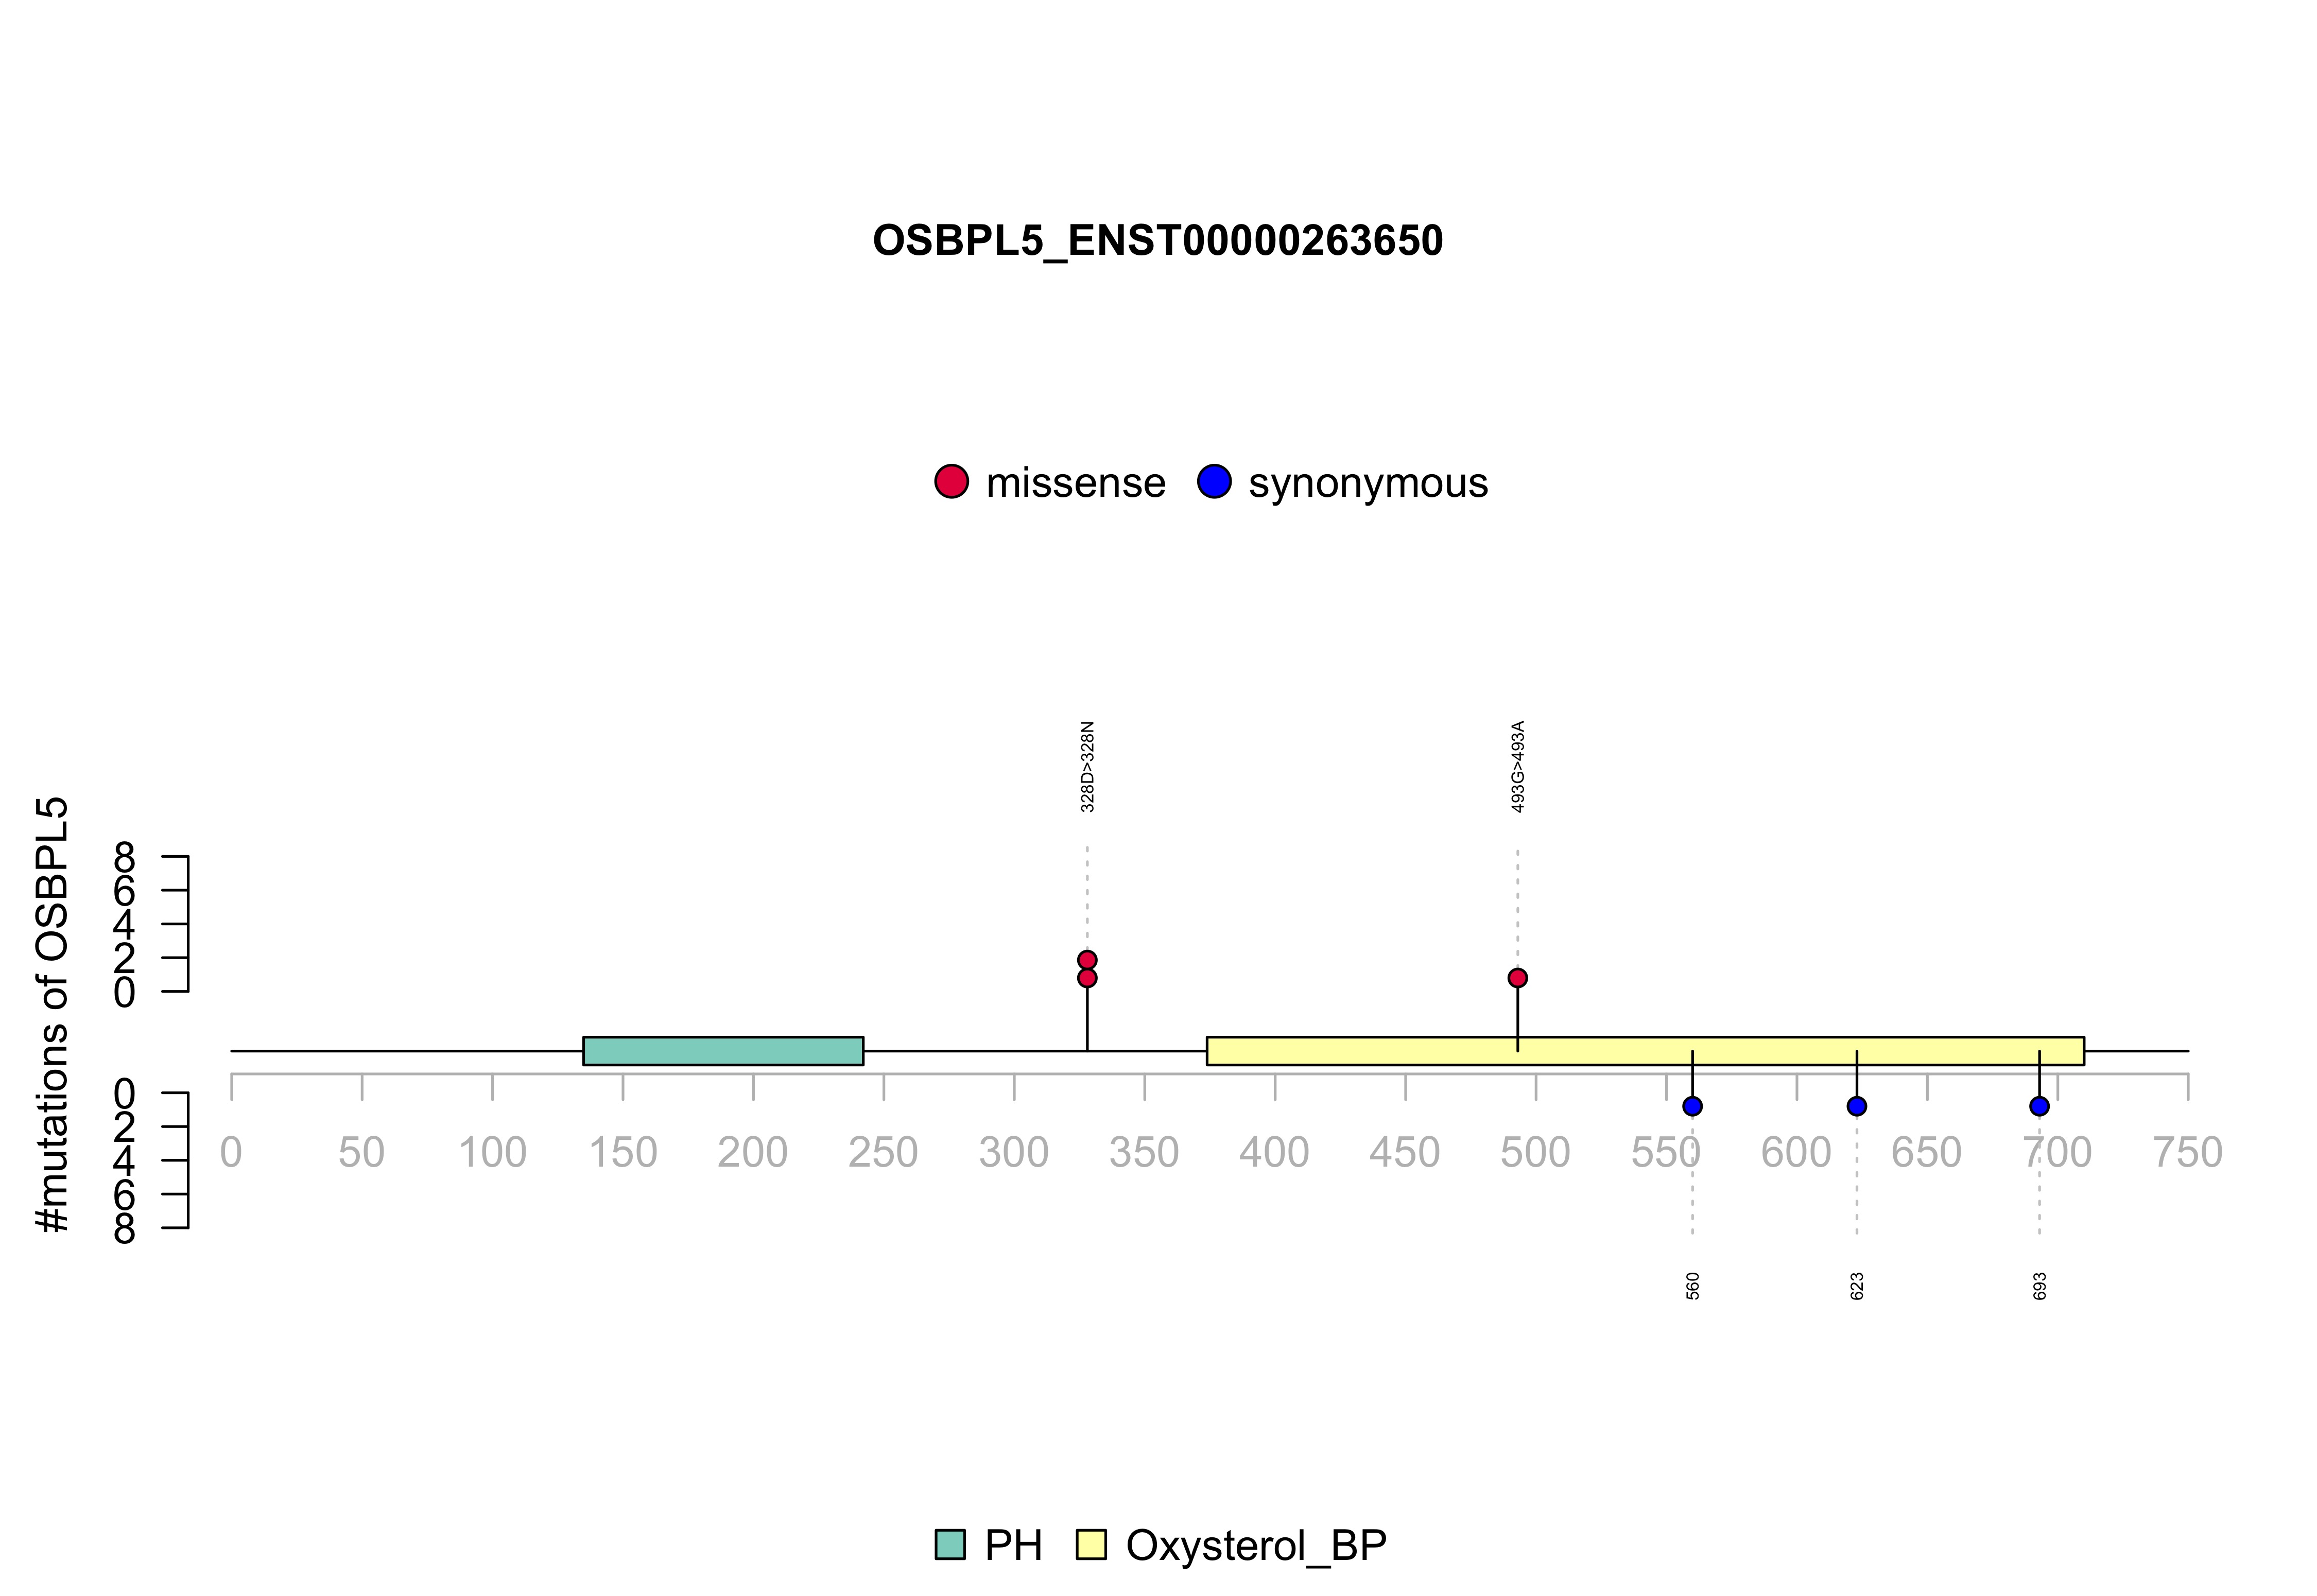 OSBPL5_ENST00000263650
missense synonymous
328D>328N
493G>493A
#mutations of OSBPL5
8
6
4
2
0
0
2
4
6
8
0 50 100 150 200 250 300 350 400 450 500 550 600 650 700 750
560
623
693
PH Oxysterol_BP